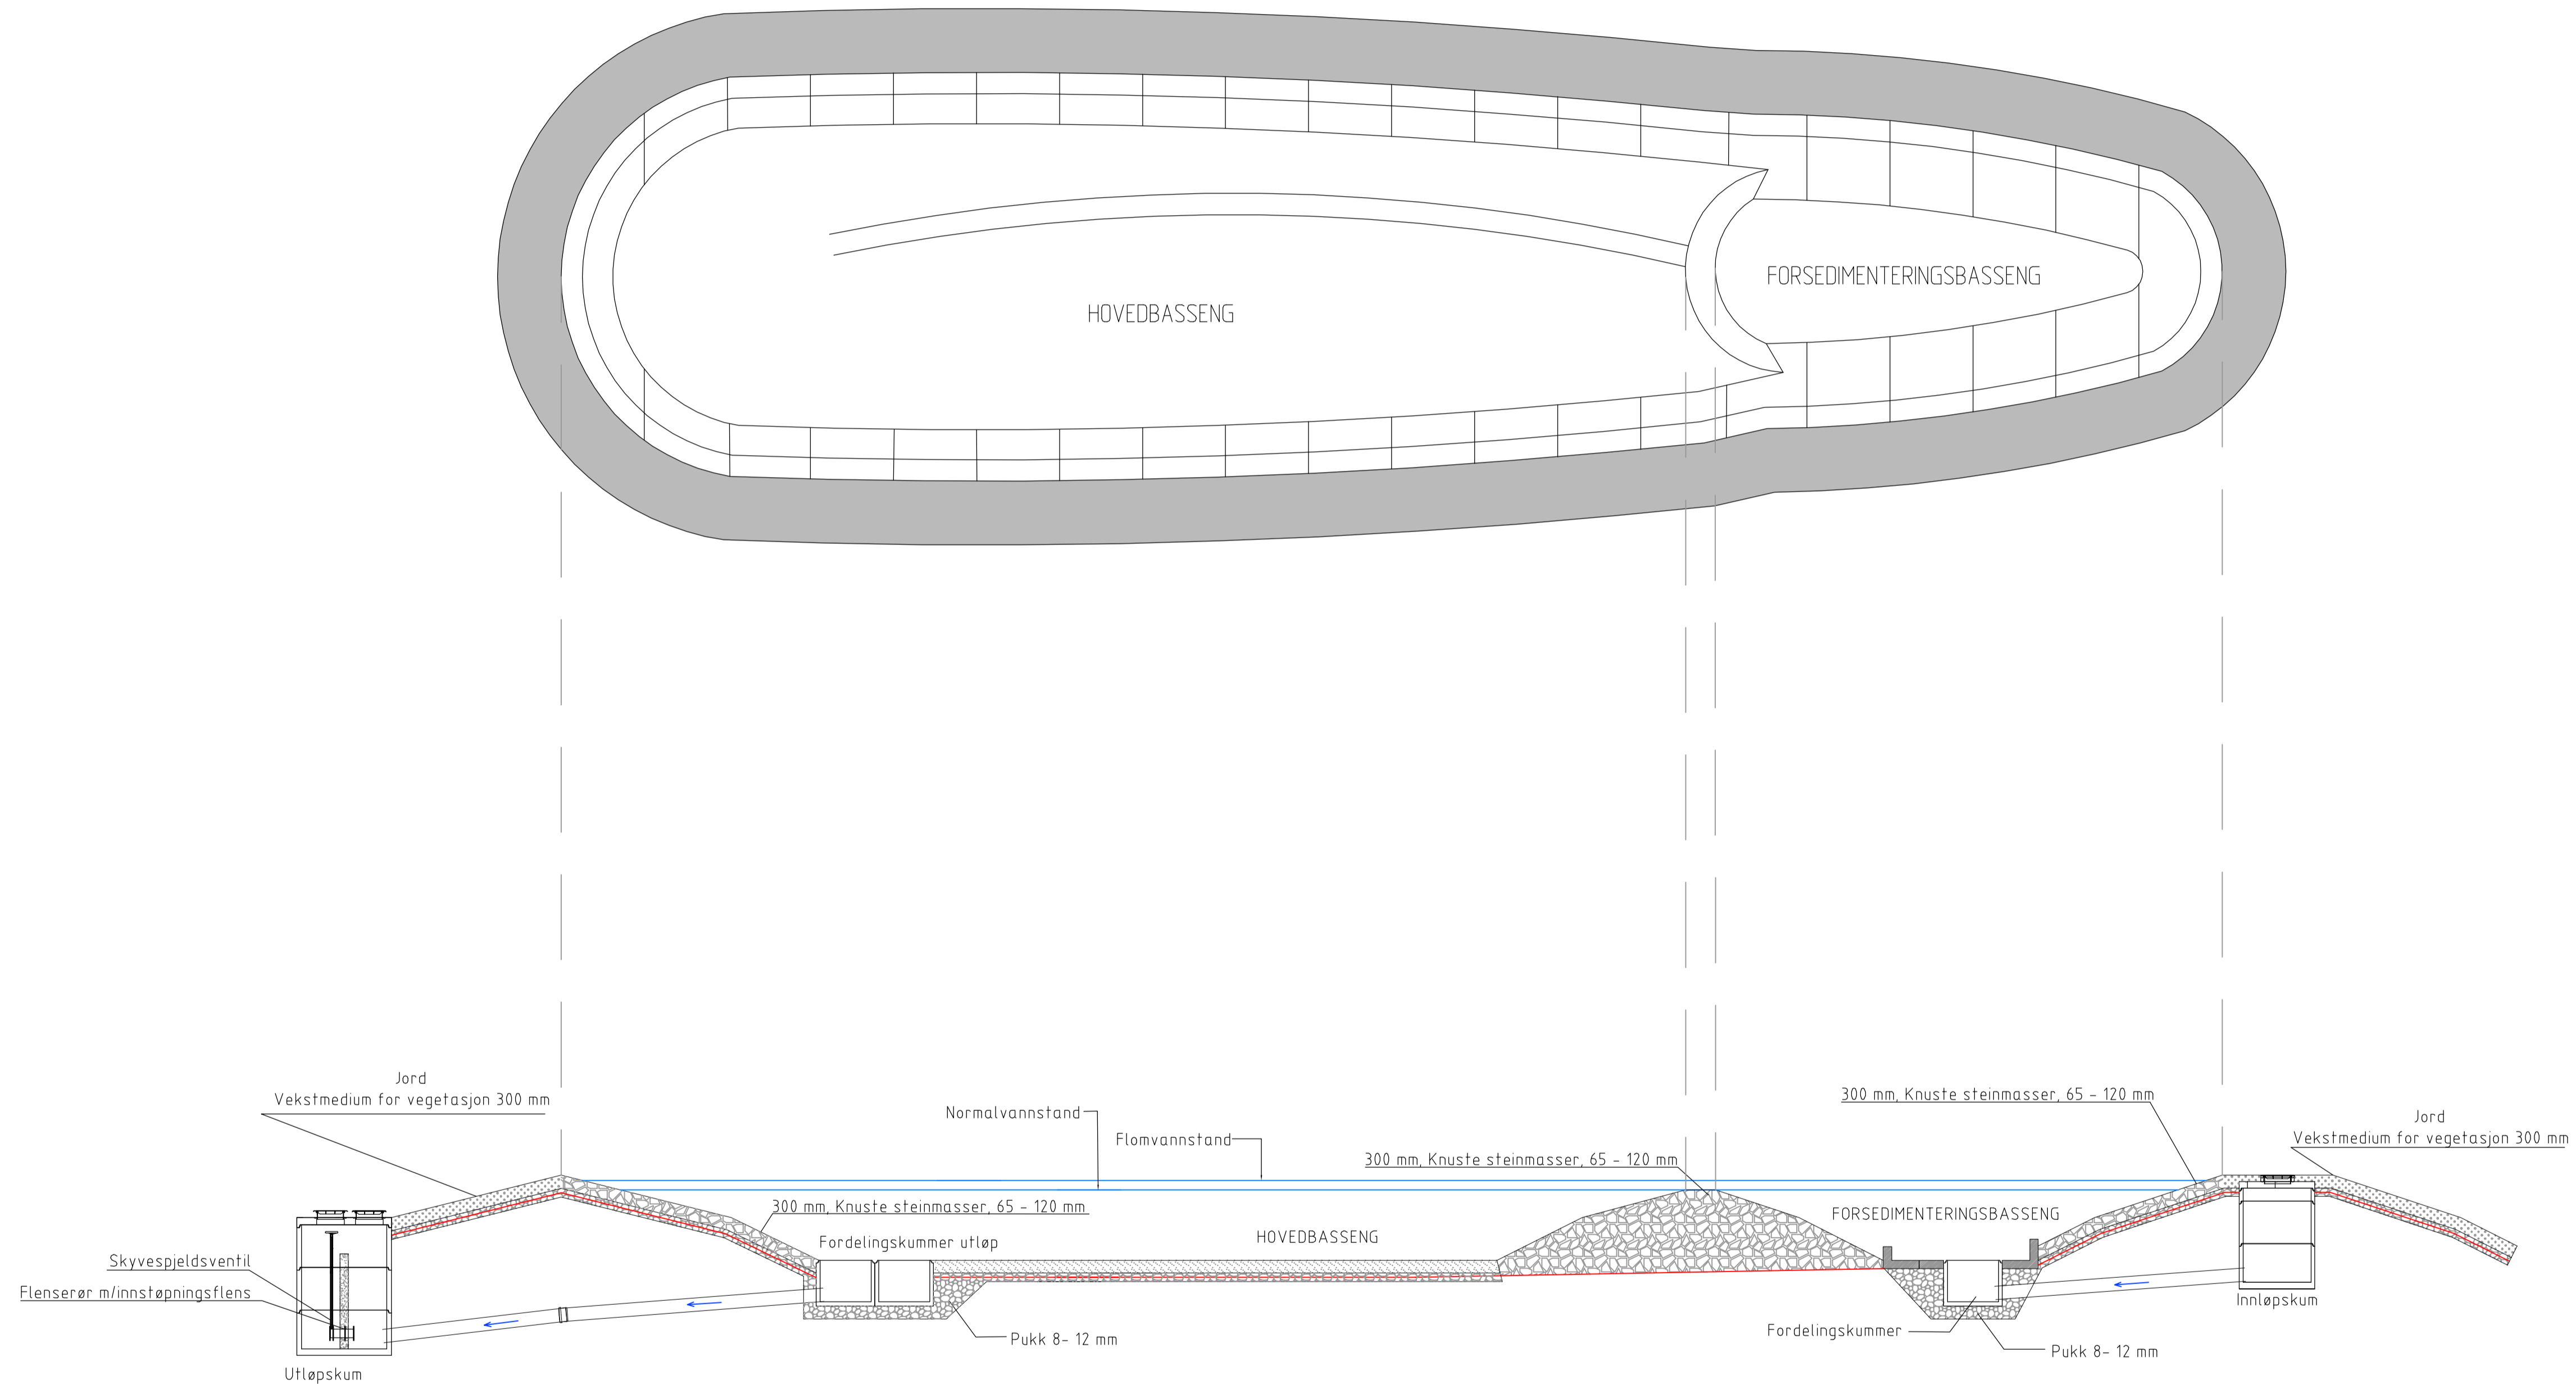 FORSEDIMENTERINGSBASSENG
HOVEDBASSENG
Jord
Vekstmedium for vegetasjon 300 mm
Normalvannstand
Flomvannstand
300 mm, Knuste steinmasser, 65 - 120 mm
300 mm, Knuste steinmasser, 65 - 120 mm
Jord
Vekstmedium for vegetasjon 300 mm
300 mm, Knuste steinmasser, 65 - 120 mm
FORSEDIMENTERINGSBASSENG
HOVEDBASSENG
Fordelingskummer utløp
Skyvespjeldsventil
Flenserør m/innstøpningsflens
Innløpskum
Fordelingskummer
Pukk 8- 12 mm
Pukk 8- 12 mm
Utløpskum